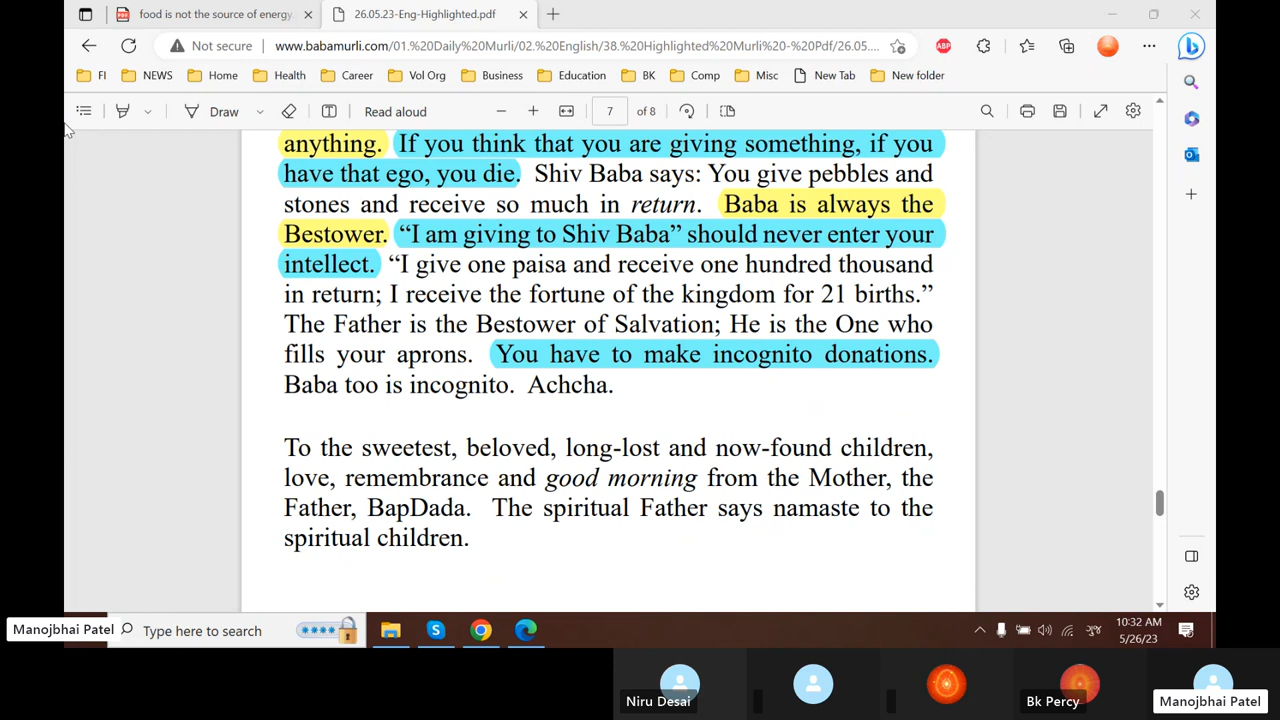 food is not the source of energy.
26.05.23-Eng-Highlighted.pdf
Not secure
www.babamurli.com/01.%20Daily%20Murli/02.%20English/38.%20Highlighted%20Murli%20-%20Pdf/26.05....
ABP
FI NEWS Home Health Career Vol Org Business Education BK Comp Misc New Tab New folder
Draw Read aloud 7 of 8
anything. If you think that you are giving something, if you
have that ego, you die. Shiv Baba says: You give pebbles and
stones and receive so much in return. Baba is always the
Bestower. “I am giving to Shiv Baba” should never enter your
intellect. “I give one paisa and receive one hundred thousand
in return; I receive the fortune of the kingdom for 21 births.”
The Father is the Bestower of Salvation; He is the One who
fills your aprons. You have to make incognito donations.
Baba too is incognito. Achcha.
To the sweetest, beloved, long-lost and now-found children,
love, remembrance and good morning from the Mother, the
Father, BapDada. The spiritual Father says namaste to the
spiritual children.
Manojbhai Patel
Type here to search
10:32 AM
5/26/23
Niru Desai
Bk Percy
Manojbhai Patel